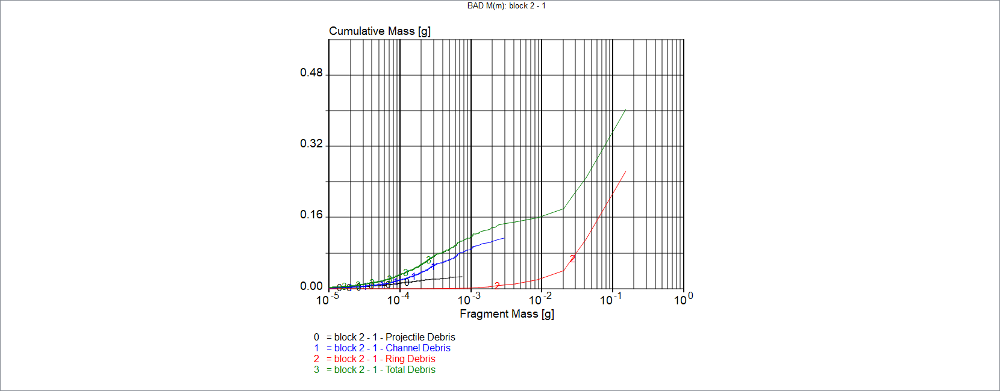 BAD M(m): block 2 - 1
Cumulative Mass [g]
0.48
0.32
0.16
0.00
10-5 10-4 10-3 10-2 10-1 100
Fragment Mass [g]
0 = block 2 - 1 - Projectile Debris
1 = block 2 - 1 - Channel Debris
2 = block 2 - 1 - Ring Debris
3 = block 2 - 1 - Total Debris